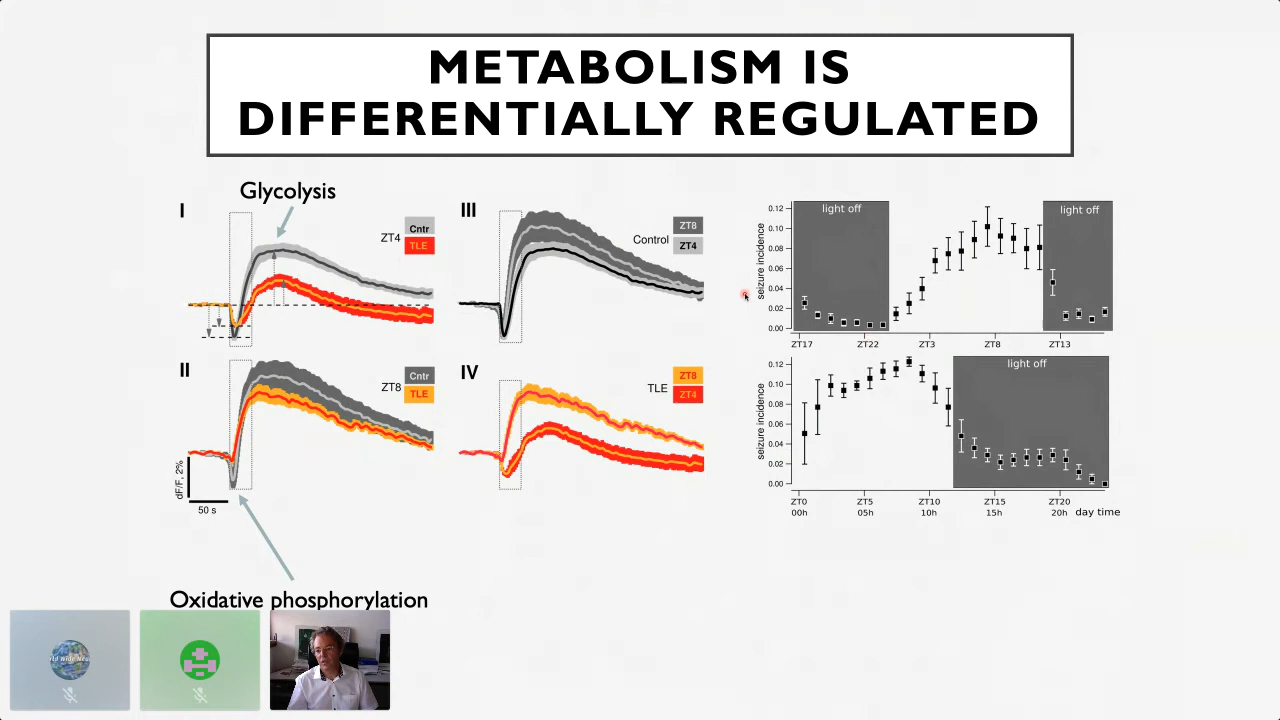 METABOLISM IS
DIFFERENTIALLY REGULATED
Glycolysis
I
ZT4
Cntr
TLE
III
Control
ZT8
ZT4
II
ZT8
Cntr
TLE
IV
TLE
ZT8
ZT4
dF/F, 2%
50 s
Oxidative phosphorylation
seizure incidence
0.12
0.10
0.08
0.06
0.04
0.02
0.00
light off
light off
ZT17 ZT22 ZT3 ZT8 ZT13
seizure incidence
0.12
0.10
0.08
0.06
0.04
0.02
0.00
light off
ZT0 ZT5 ZT10 ZT15 ZT20
00h 05h 10h 15h 20h day time